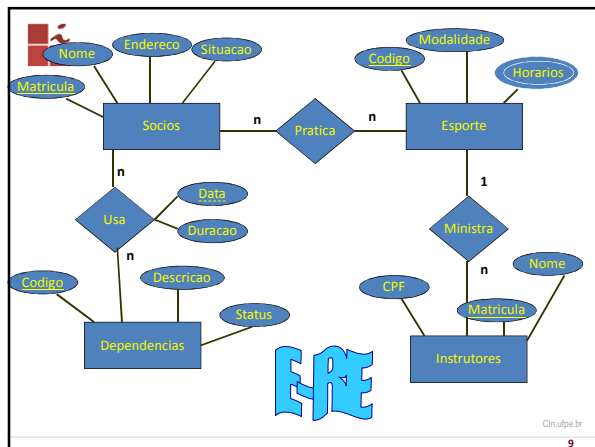 Endereco
Situacao
Nome
Matricula
Modalidade
Codigo
Horarios
Socios
n
Pratica
n
Esporte
n
1
Data
Usa
Duracao
Ministra
n
Codigo
Descricao
Status
CPF
n
Nome
Matricula
Dependencias
Instrutores
E-RE
CIn.ufpe.br
9